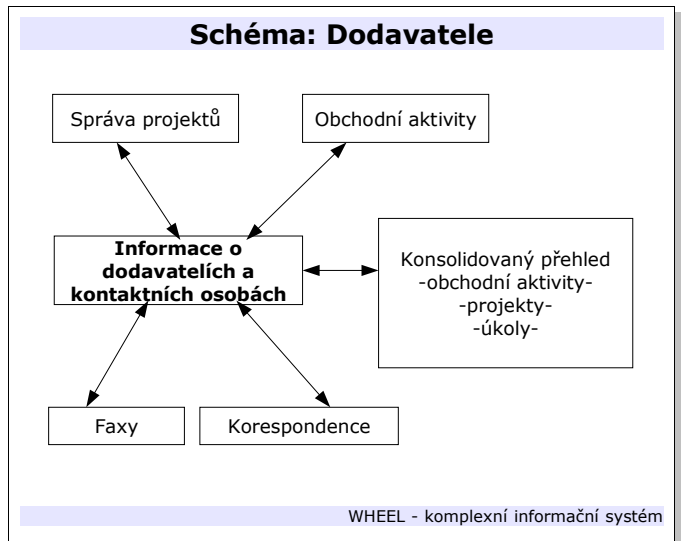 Schéma: Dodavatele
Správa projektů
Obchodní aktivity
Informace o
dodavatelích a
kontaktních osobách
Konsolidovaný přehled
-obchodní aktivity-
-projekty-
-úkoly-
Faxy
Korespondence
WHEEL - komplexní informační systém